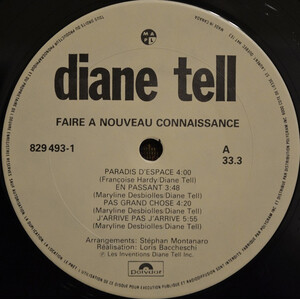 diane tell
FAIRE A NOUVEAU CONNAISSANCE
829 493-1
A
33.3
PARADIS D'ESPACE 4:00
(Françoise Hardy-Diane Tell)
EN PASSANT 3:48
(Maryline Desbiolles-Diane Tell)
PAS GRAND CHOSE 4:20
(Maryline Desbiolles Diane Tell)
J'ARRIVE PAS J'ARRIVE 5:55
(Maryline Desbiolles-Diane Tell)
Arrangements: Stéphan Montanaro
Réalisation: Loris Baccheschi
℗ Les Inventions Diane Tell Inc.
Polydor